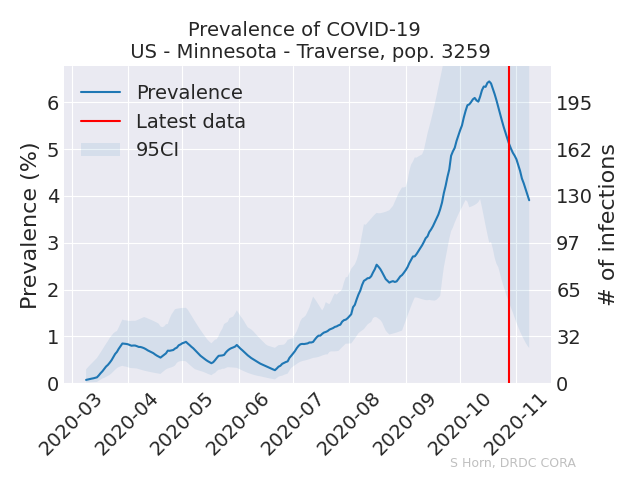 Prevalence of COVID-19
US - Minnesota - Traverse, pop. 3259
Prevalence
Latest data
95CI
Prevalence (%)
6
5
4
3
2
1
0
195
162
130
97
65
32
0
# of infections
2020-03
2020-04
2020-05
2020-06
2020-07
2020-08
2020-09
2020-10
2020-11
S Horn, DRDC CORA